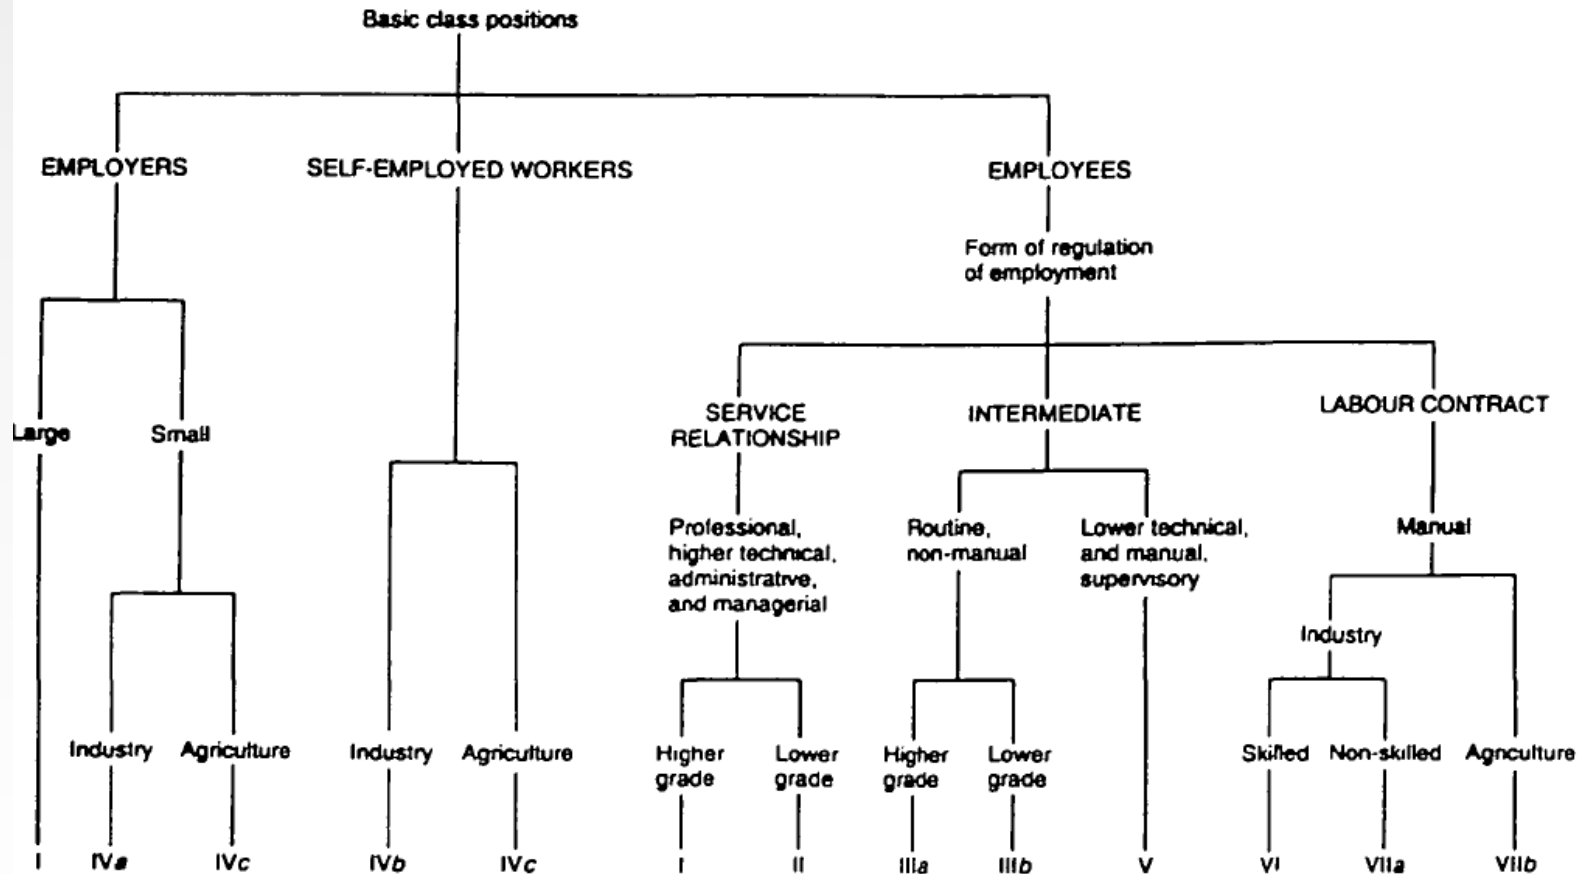 Basic class positions
EMPLOYERS
SELF-EMPLOYED WORKERS
EMPLOYEES
Form of regulation
of employment
SERVICE
RELATIONSHIP
INTERMEDIATE
LABOUR CONTRACT
Large
Small
Professional,
higher technical,
administrative,
and managerial
Routine,
non-manual
Lower technical,
and manual,
supervisory
Manual
Industry
Industry
Agriculture
Industry
Agriculture
Higher
grade
Lower
grade
Higher
grade
Lower
grade
Skilled
Non-skilled
Agriculture
I
IVa
IVc
IVb
IVc
I
II
IIIa
IIIb
V
VI
VIIa
VIIb